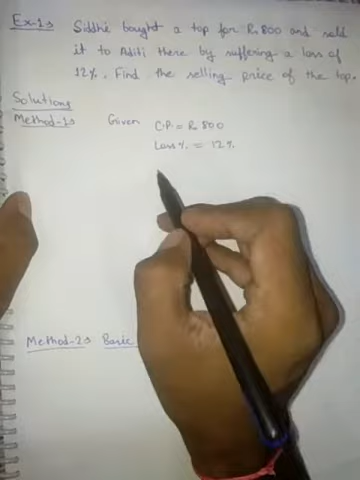 Ex-1:
Siddhi bought a top for Rs 800 and sold
it to Aditi there by suffering a loss of
12%. Find the selling price of the top.
Solution:
Method-1: Given C.P. = Rs 800
Loss % = 12%
Method-2: Basic